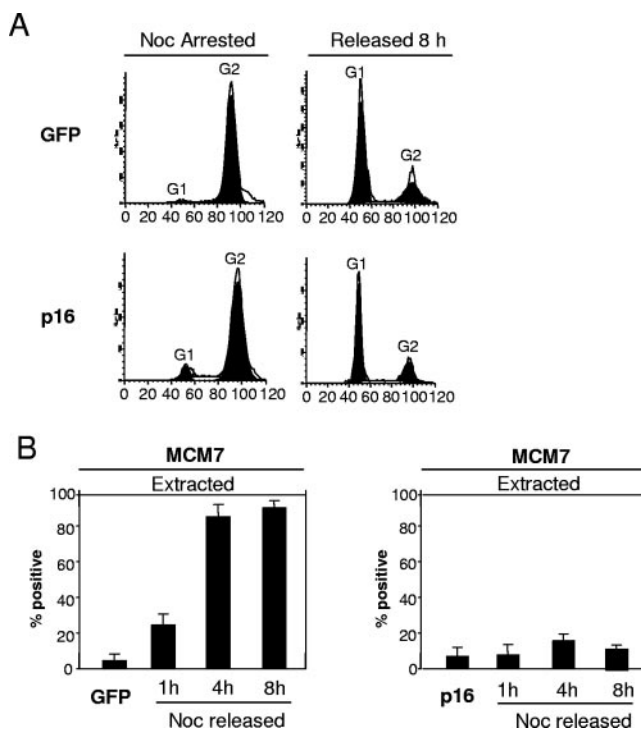 A
Noc Arrested Released 8 h
GFP
G1 G2
0 20 40 60 80 100 120
G1 G2
0 20 40 60 80 100 120
p16
G1 G2
0 20 40 60 80 100 120
G1 G2
0 20 40 60 80 100 120
B
MCM7
Extracted
% positive
100
80
60
40
20
0
GFP 1h 4h 8h
Noc released
MCM7
Extracted
% positive
100
80
60
40
20
0
p16 1h 4h 8h
Noc released